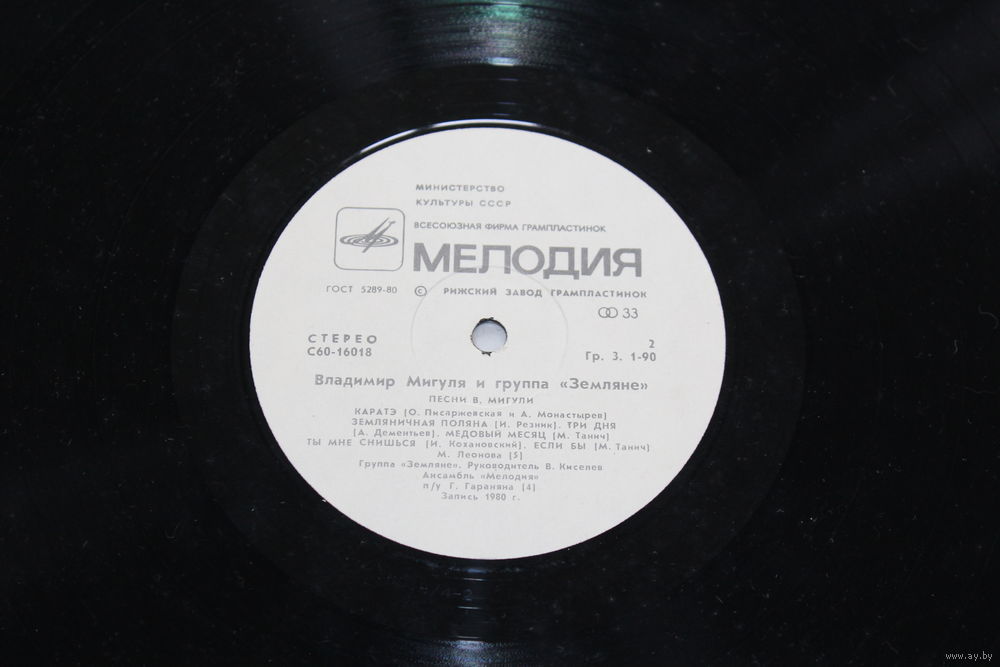 МИНИСТЕРСТВО
КУЛЬТУРЫ СССР
ВСЕСОЮЗНАЯ ФИРМА ГРАМПЛАСТИНОК
МЕЛОДИЯ
ГОСТ 5289-80 © РИЖСКИЙ ЗАВОД ГРАМПЛАСТИНОК
33
СТЕРЕО
С60-16018
2
Гр. 3. 1-90
Владимир Мигуля и группа «Земляне»
ПЕСНИ В. МИГУЛИ
КАРАТЭ [О. Писаржевская и А. Монастырев]
ЗЕМЛЯНИЧНАЯ ПОЛЯНА [И. Резник]. ТРИ ДНЯ
[А. Дементьев]. МЕДОВЫЙ МЕСЯЦ [М. Танич]
ТЫ МНЕ СНИШЬСЯ [И. Кохановский]. ЕСЛИ БЫ [М. Танич]
М. Леонова [5]
Группа «Земляне». Руководитель В. Киселев
Ансамбль «Мелодия»
п/у Г. Гараняна [4]
Запись 1980 г.
www.ay.by